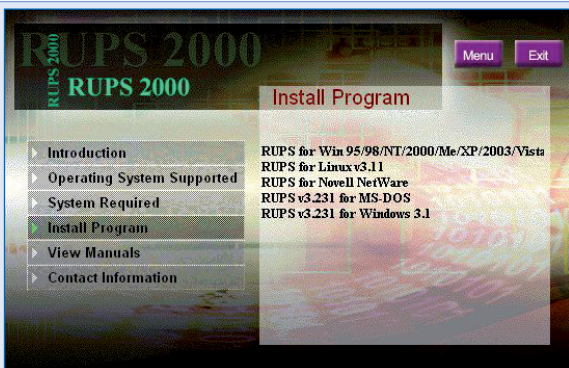 RUPS 2000
RUPS 2000
RUPS 2000
Menu
Exit
Install Program
Introduction
Operating System Supported
System Required
Install Program
View Manuals
Contact Information
RUPS for Win 95/98/NT/2000/Me/XP/2003/Vista
RUPS for Linux v3.11
RUPS for Novell NetWare
RUPS v3.231 for MS-DOS
RUPS v3.231 for Windows 3.1